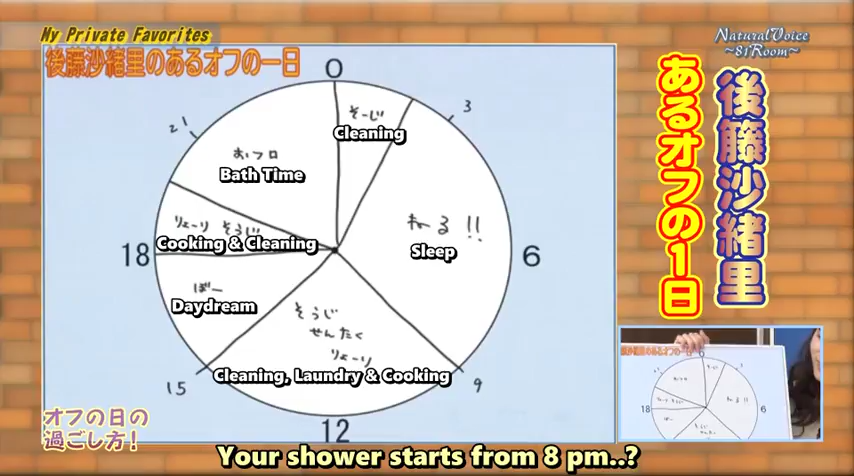 My Private Favorites
後藤沙緒里のあるオフの一日
NaturalVoice
~81Room~
後藤沙緒里
あるオフの1日
0
3
6
9
12
15
18
21
そーじ
Cleaning
ねる!!
Sleep
そうじ
せんたく
りょーり
Cleaning, Laundry & Cooking
ぼー
Daydream
りょーり そうじ
Cooking & Cleaning
おフロ
Bath Time
オフの日の
過ごし方!
Your shower starts from 8 pm..?